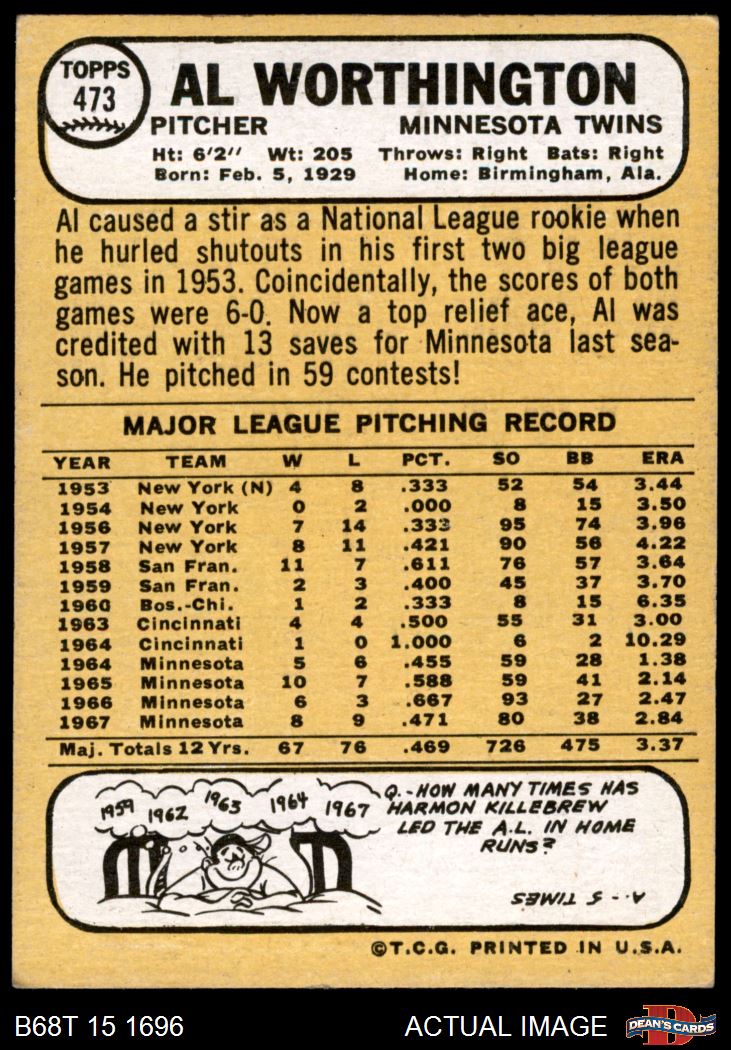 TOPPS
473
AL WORTHINGTON
PITCHER MINNESOTA TWINS
Ht: 6'2" Wt: 205 Throws: Right Bats: Right
Born: Feb. 5, 1929 Home: Birmingham, Ala.
Al caused a stir as a National League rookie when
he hurled shutouts in his first two big league
games in 1953. Coincidentally, the scores of both
games were 6-0. Now a top relief ace, Al was
credited with 13 saves for Minnesota last sea-
son. He pitched in 59 contests!
MAJOR LEAGUE PITCHING RECORD
YEAR TEAM W L PCT. SO BB ERA
1953 New York (N) 4 8 .333 52 54 3.44
1954 New York 0 2 .000 8 15 3.50
1956 New York 7 14 .333 95 74 3.96
1957 New York 8 11 .421 90 56 4.22
1958 San Fran. 11 7 .611 76 57 3.64
1959 San Fran. 2 3 .400 45 37 3.70
1960 Bos.-Chi. 1 2 .333 8 15 6.35
1963 Cincinnati 4 4 .500 55 31 3.00
1964 Cincinnati 1 0 1.000 6 2 10.29
1964 Minnesota 5 6 .455 59 28 1.38
1965 Minnesota 10 7 .588 59 41 2.14
1966 Minnesota 6 3 .667 93 27 2.47
1967 Minnesota 8 9 .471 80 38 2.84
Maj. Totals 12 Yrs. 67 76 .469 726 475 3.37
1959 1962 1963 1964 1967
Q.-HOW MANY TIMES HAS
HARMON KILLEBREW
LED THE A.L. IN HOME
RUNS?
A.- 5 TIMES
©T.C.G. PRINTED IN U.S.A.
B68T 15 1696 ACTUAL IMAGE
D
DEAN'S CARDS